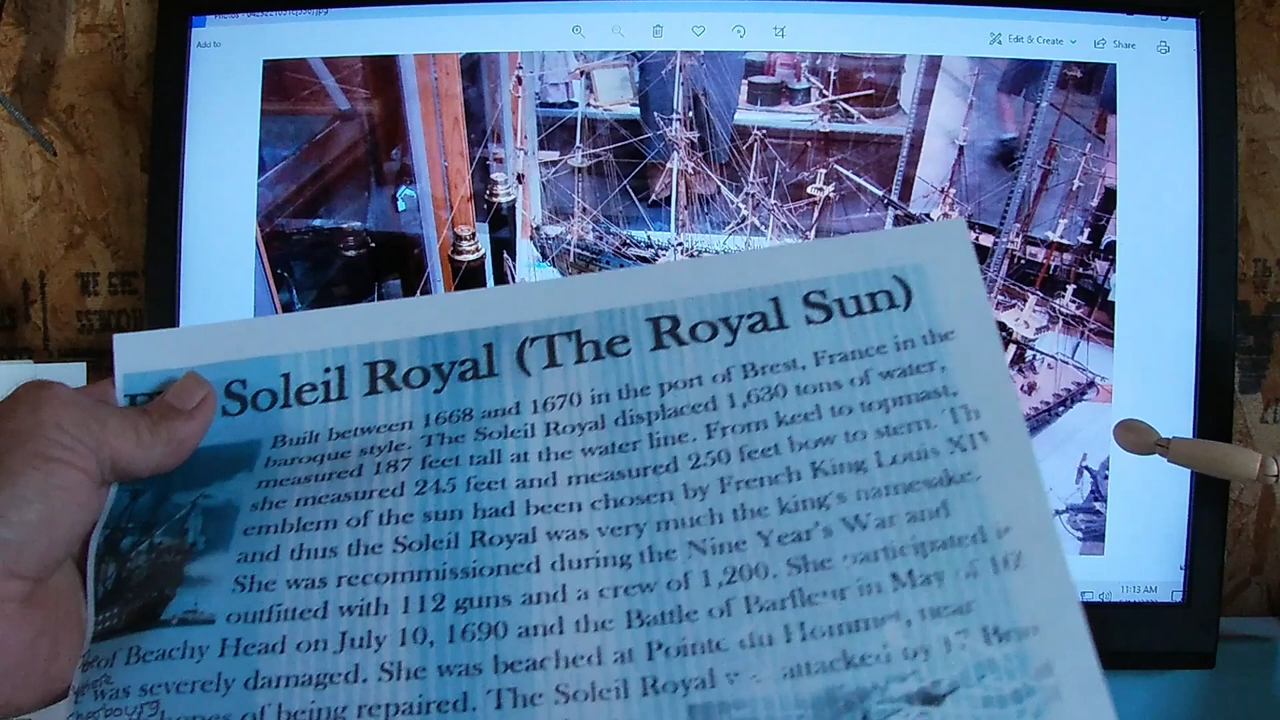 Add to
Edit & Create
Share
Soleil Royal (The Royal Sun)
Built between 1668 and 1670 in the port of Brest, France in the
baroque style. The Soleil Royal displaced 1,630 tons of water,
measured 187 feet tall at the water line. From keel to topmast,
she measured 245 feet and measured 250 feet bow to stern. Th
emblem of the sun had been chosen by French King Louis XIV
and thus the Soleil Royal was very much the king's namesake.
She was recommissioned during the Nine Year's War and
outfitted with 112 guns and a crew of 1,200. She participated
of Beachy Head on July 10, 1690 and the Battle of Barfleur in May of
was severely damaged. She was beached at Pointe du Hommet, near
of being repaired. The Soleil Royal attacked by 17
11:13 AM